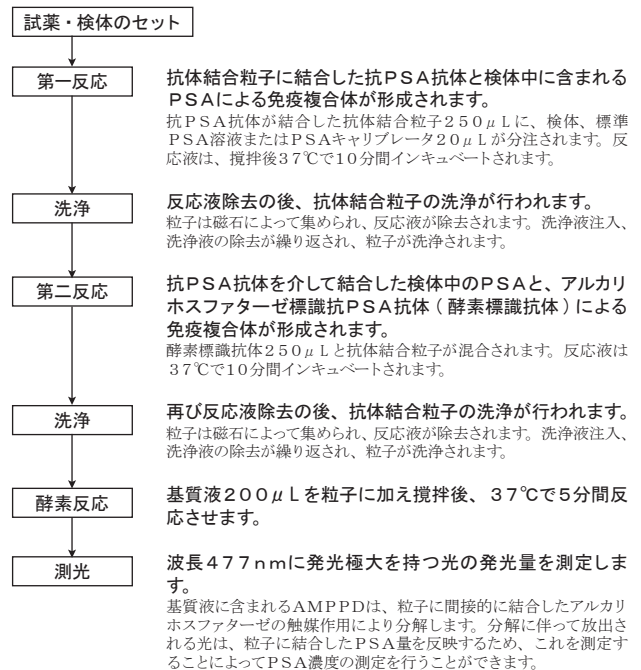 試薬・検体のセット
第一反応
抗体結合粒子に結合した抗PSA抗体と検体中に含まれる
PSAによる免疫複合体が形成されます。
抗PSA抗体が結合した抗体結合粒子250μLに、検体、標準
PSA溶液またはPSAキャリブレータ20μLが分注されます。反
応液は、撹拌後37℃で10分間インキュベートされます。
洗浄
反応液除去の後、抗体結合粒子の洗浄が行われます。
粒子は磁石によって集められ、反応液が除去されます。洗浄液注入、
洗浄液の除去が繰り返され、粒子が洗浄されます。
第二反応
抗PSA抗体を介して結合した検体中のPSAと、アルカリ
ホスファターゼ標識抗PSA抗体(酵素標識抗体)による
免疫複合体が形成されます。
酵素標識抗体250μLと抗体結合粒子が混合されます。反応液は
37℃で10分間インキュベートされます。
洗浄
再び反応液除去の後、抗体結合粒子の洗浄が行われます。
粒子は磁石によって集められ、反応液が除去されます。洗浄液注入、
洗浄液の除去が繰り返され、粒子が洗浄されます。
酵素反応
基質液200μLを粒子に加え撹拌後、37℃で5分間反
応させます。
測光
波長477nmに発光極大を持つ光の発光量を測定しま
す。
基質液に含まれるAMPPDは、粒子に間接的に結合したアルカリ
ホスファターゼの触媒作用により分解します。分解に伴って放出さ
れる光は、粒子に結合したPSA量を反映するため、これを測定す
ることによってPSA濃度の測定を行うことができます。